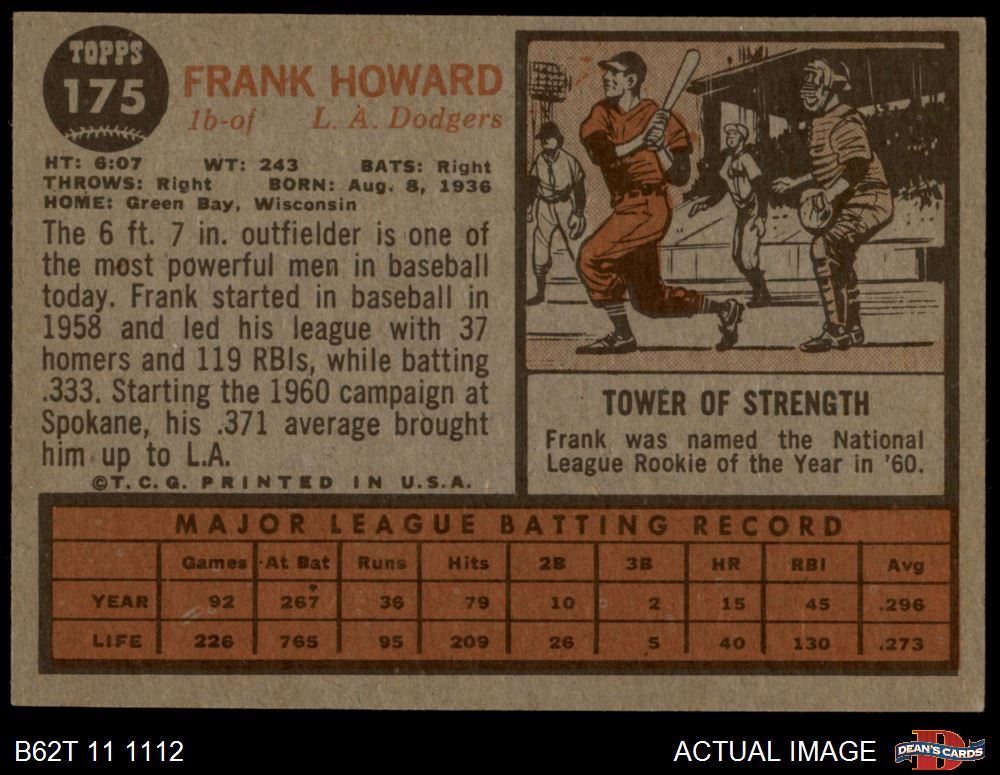 TOPPS
175
FRANK HOWARD
1b-of L. A. Dodgers
HT: 6:07 WT: 243 BATS: Right
THROWS: Right BORN: Aug. 8, 1936
HOME: Green Bay, Wisconsin
The 6 ft. 7 in. outfielder is one of
the most powerful men in baseball
today. Frank started in baseball in
1958 and led his league with 37
homers and 119 RBIs, while batting
.333. Starting the 1960 campaign at
Spokane, his .371 average brought
him up to L.A.
©T. C. G. PRINTED IN U.S.A.
TOWER OF STRENGTH
Frank was named the National
League Rookie of the Year in '60.
MAJOR LEAGUE BATTING RECORD
Games At Bat Runs Hits 2B 3B HR RBI Avg
YEAR 92 267 36 79 10 2 15 45 .296
LIFE 226 765 95 209 26 5 40 130 .273
B62T 11 1112
ACTUAL IMAGE
DEAN'S CARDS